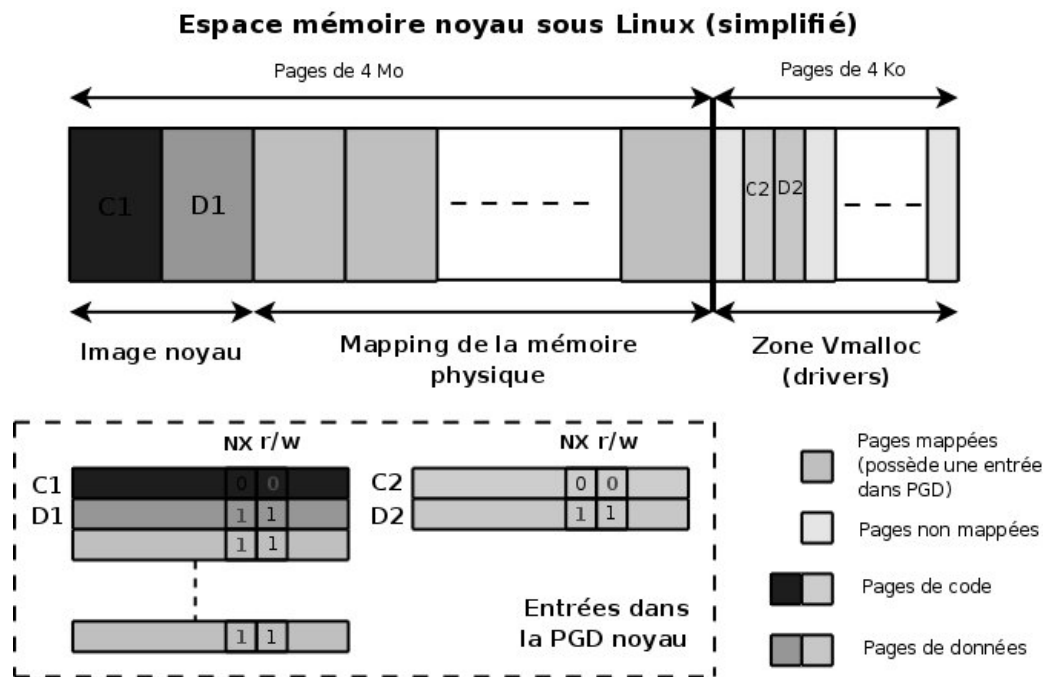 Espace mémoire noyau sous Linux (simplifié)
Pages de 4 Mo
Pages de 4 Ko
C1
D1
C2
D2
Image noyau
Mapping de la mémoire
physique
Zone Vmalloc
(drivers)
NX r/w
C1 0 0
D1 1 1
1 1
1 1
NX r/w
C2 0 0
D2 1 1
Entrées dans
la PGD noyau
Pages mappées
(possède une entrée
dans PGD)
Pages non mappées
Pages de code
Pages de données